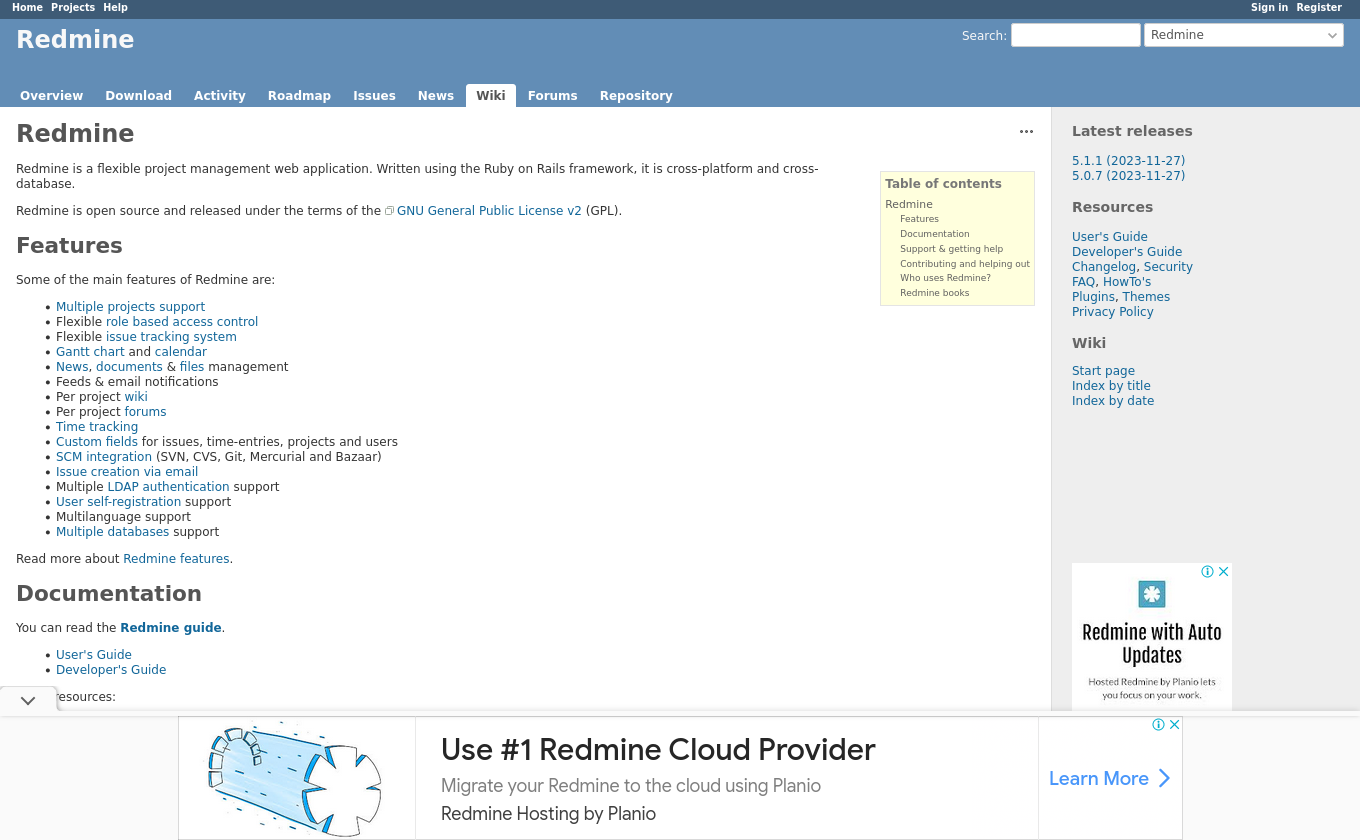 Home Projects Help
Sign in Register
Redmine
Search: Redmine
Overview Download Activity Roadmap Issues News Wiki Forums Repository
Redmine
Redmine is a flexible project management web application. Written using the Ruby on Rails framework, it is cross-platform and cross-
database.
Redmine is open source and released under the terms of the GNU General Public License v2 (GPL).
Table of contents
Redmine
Features
Documentation
Support & getting help
Contributing and helping out
Who uses Redmine?
Redmine books
Features
Some of the main features of Redmine are:
• Multiple projects support
• Flexible role based access control
• Flexible issue tracking system
• Gantt chart and calendar
• News, documents & files management
• Feeds & email notifications
• Per project wiki
• Per project forums
• Time tracking
• Custom fields for issues, time-entries, projects and users
• SCM integration (SVN, CVS, Git, Mercurial and Bazaar)
• Issue creation via email
• Multiple LDAP authentication support
• User self-registration support
• Multilanguage support
• Multiple databases support
Read more about Redmine features.
Documentation
You can read the Redmine guide.
• User's Guide
• Developer's Guide
resources:
Latest releases
5.1.1 (2023-11-27)
5.0.7 (2023-11-27)
Resources
User's Guide
Developer's Guide
Changelog, Security
FAQ, HowTo's
Plugins, Themes
Privacy Policy
Wiki
Start page
Index by title
Index by date
Redmine with Auto
Updates
Hosted Redmine by Planio lets
you focus on your work.
Use #1 Redmine Cloud Provider
Migrate your Redmine to the cloud using Planio
Redmine Hosting by Planio
Learn More